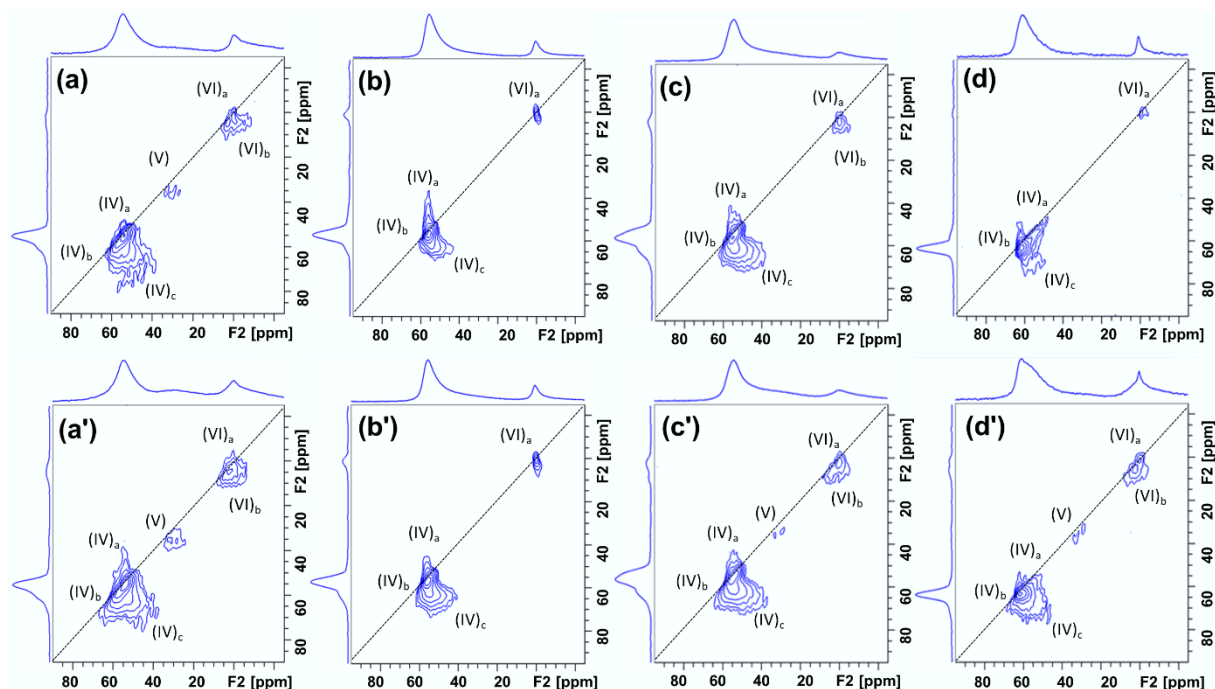 (a)
(VI)a
(VI)b
(V)
(IV)a
(IV)b
(IV)c
20
40
60
80
F2 [ppm]
80 60 40 20 F2 [ppm]
(b)
(VI)a
(IV)a
(IV)b
(IV)c
20
40
60
80
F2 [ppm]
80 60 40 20 F2 [ppm]
(c)
(VI)a
(VI)b
(IV)a
(IV)b
(IV)c
20
40
60
80
F2 [ppm]
80 60 40 20 F2 [ppm]
(d)
(VI)a
(IV)a
(IV)b
(IV)c
20
40
60
80
F2 [ppm]
80 60 40 20 F2 [ppm]
(a')
(VI)a
(VI)b
(V)
(IV)a
(IV)b
(IV)c
20
40
60
80
F2 [ppm]
80 60 40 20 F2 [ppm]
(b')
(VI)a
(IV)a
(IV)b
(IV)c
20
40
60
80
F2 [ppm]
80 60 40 20 F2 [ppm]
(c')
(VI)a
(VI)b
(V)
(IV)a
(IV)b
(IV)c
20
40
60
80
F2 [ppm]
80 60 40 20 F2 [ppm]
(d')
(VI)a
(VI)b
(V)
(IV)a
(IV)b
(IV)c
20
40
60
80
F2 [ppm]
80 60 40 20 F2 [ppm]